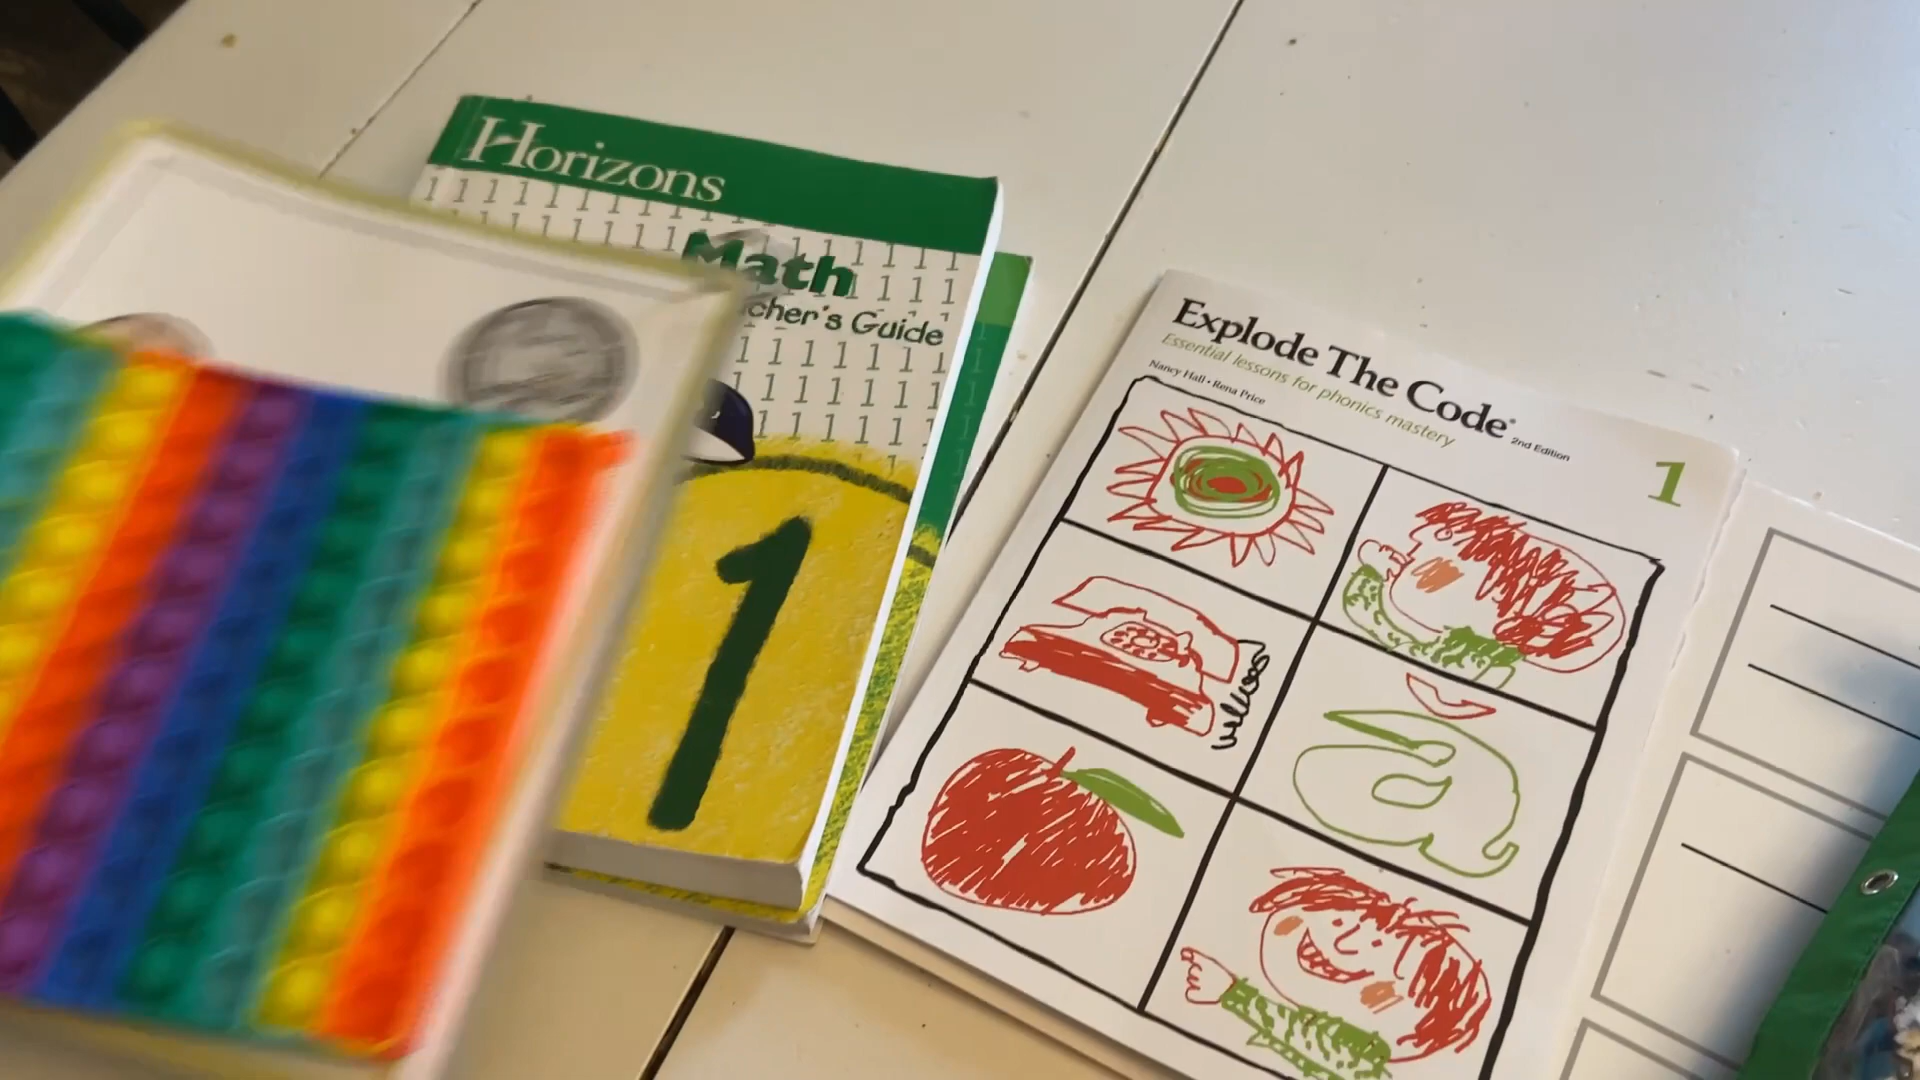 Horizons
Math
cher's Guide
1
Explode The Code®
2nd Edition
Essential lessons for phonics mastery
Nancy Hall • Rena Price
1
a